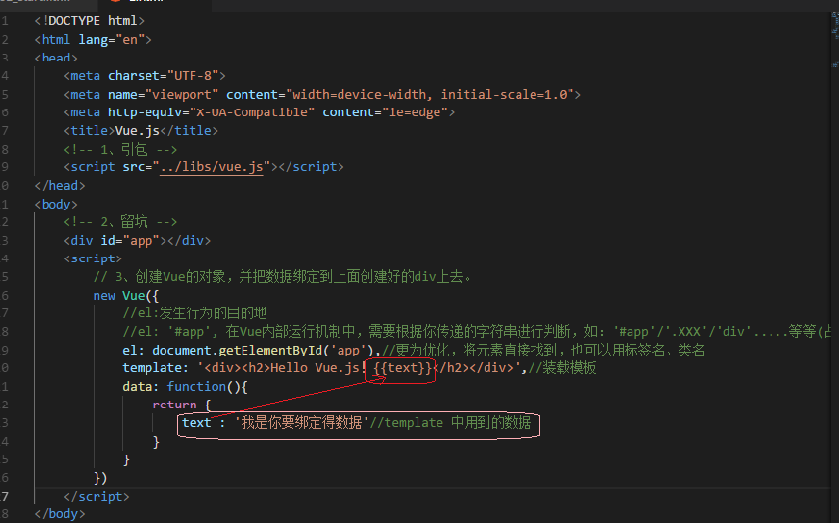 1 <!DOCTYPE html>
2 <html lang="en">
3 <head>
4 <meta charset="UTF-8">
5 <meta name="viewport" content="width=device-width, initial-scale=1.0">
6 <meta http-equiv="X-UA-Compatible" content="ie=edge">
7 <title>Vue.js</title>
8 <!-- 1、引包 -->
9 <script src="../libs/vue.js"></script>
0 </head>
1 <body>
2 <!-- 2、留坑 -->
3 <div id="app"></div>
4 <script>
5 // 3、创建Vue的对象，并把数据绑定到上面创建好的div上去。
6 new Vue({
7 //el:发生行为的目的地
8 //el: '#app', 在Vue内部运行机制中，需要根据你传递的字符串进行判断，如: '#app'/'.XXX'/'div'.....等等(占
9 el: document.getElementById('app'),//更为优化，将元素直接找到，也可以用标签名、类名
0 template: '<div><h2>Hello Vue.js! {{text}}</h2></div>',//装载模板
1 data: function(){
2 return {
3 text : '我是你要绑定得数据'//template 中用到的数据
4 }
5 }
6 })
7 </script>
8 </body>